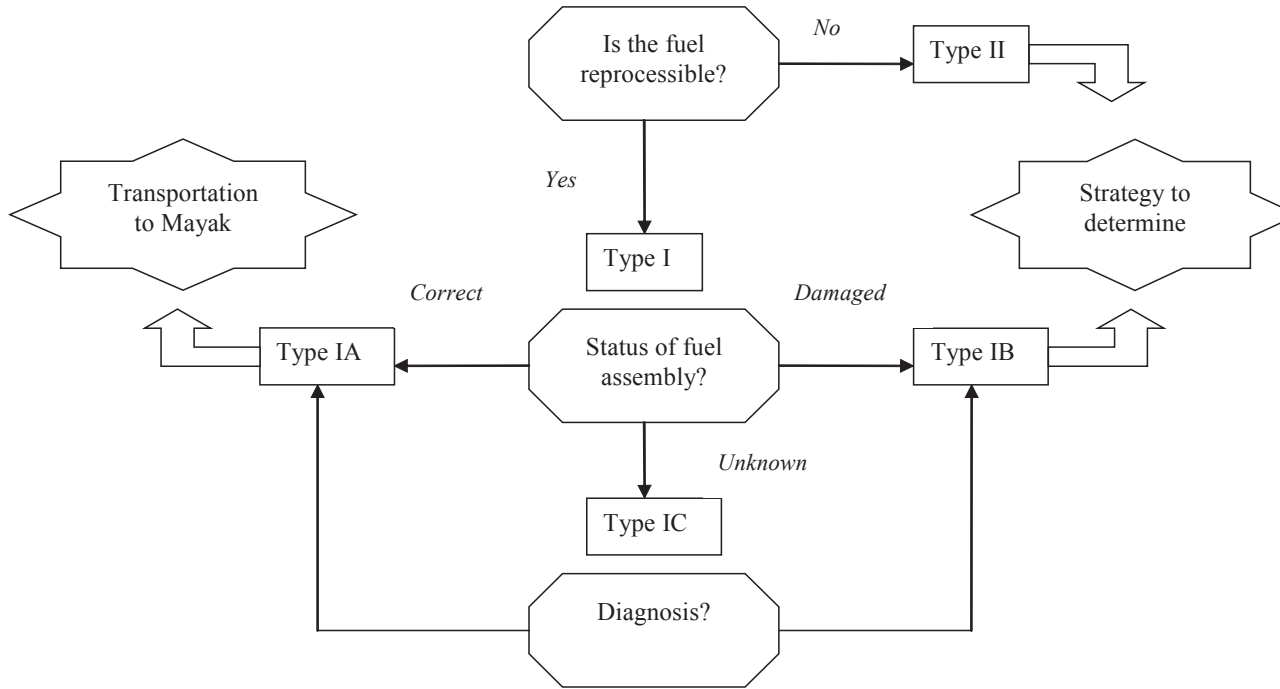 Is the fuel
reprocessible?
No
Type II
Yes
Transportation
to Mayak
Strategy to
determine
Type I
Correct
Damaged
Type IA
Status of fuel
assembly?
Type IB
Unknown
Type IC
Diagnosis?